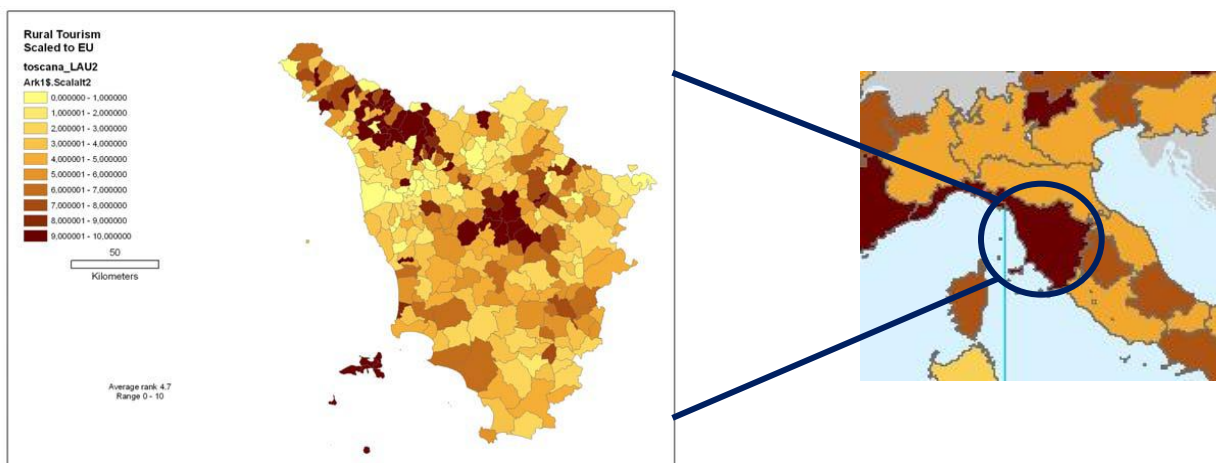 Rural Tourism
Scaled to EU
toscana_LAU2
Ark1$.Scalalt2
0,000000 - 1,000000
1,000001 - 2,000000
2,000001 - 3,000000
3,000001 - 4,000000
4,000001 - 5,000000
5,000001 - 6,000000
6,000001 - 7,000000
7,000001 - 8,000000
8,000001 - 9,000000
9,000001 - 10,000000
50
Kilometers
Average rank 4.7
Range 0 - 10